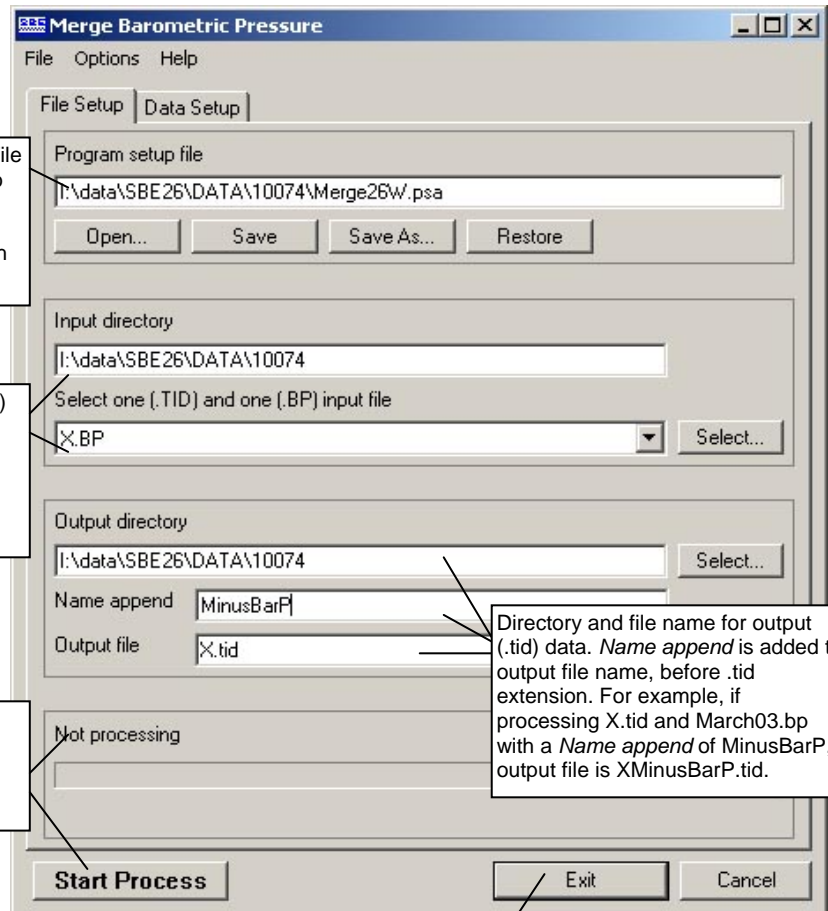 SBE Merge Barometric Pressure
File Options Help
File Setup Data Setup
Program setup file
I:\data\SBE26\DATA\10074\Merge26W.psa
Open... Save Save As... Restore
Input directory
I:\data\SBE26\DATA\10074
Select one (.TID) and one (.BP) input file
X.BP Select...
Output directory
I:\data\SBE26\DATA\10074 Select...
Name append MinusBarP
Output file X.tid
Directory and file name for output
(.tid) data. Name append is added
output file name, before .tid
extension. For example, if
processing X.tid and March03.bp
with a Name append of MinusBarP,
output file is XMinusBarP.tid.
Not processing
Start Process Exit Cancel